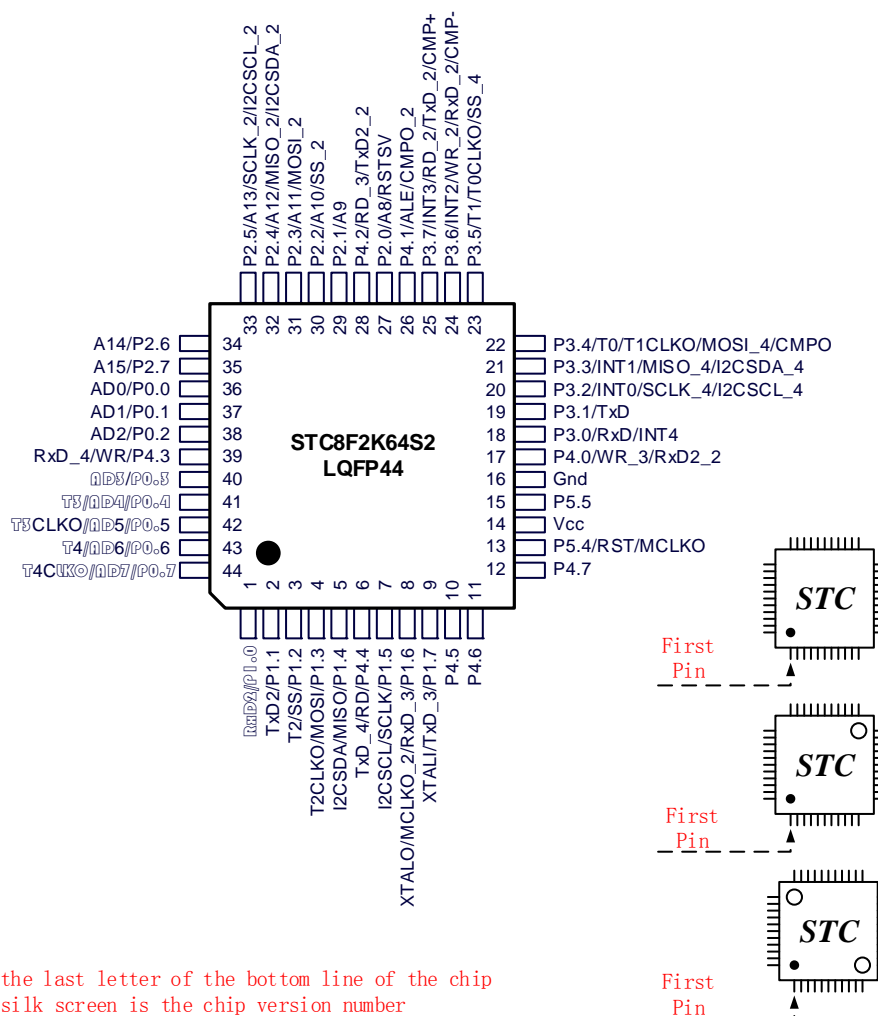 P2.5/A13/SCLK_2/I2CSCL_2
P2.4/A12/MISO_2/I2CSDA_2
P2.3/A11/MOSI_2
P2.2/A10/SS_2
P2.1/A9
P4.2/RD_3/TxD2_2
P2.0/A8/RSTSV
P4.1/ALE/CMPO_2
P3.7/INT3/RD_2/TxD_2/CMP+
P3.6/INT2/WR_2/RxD_2/CMP-
P3.5/T1/T0CLKO/SS_4
33
32
31
30
29
28
27
26
25
24
23
A14/P2.6 34
A15/P2.7 35
AD0/P0.0 36
AD1/P0.1 37
AD2/P0.2 38
RxD_4/WR/P4.3 39
AD3/P0.3 40
T3/AD4/P0.4 41
T3CLKO/AD5/P0.5 42
T4/AD6/P0.6 43
T4CLKO/AD7/P0.7 44
STC8F2K64S2
LQFP44
22 P3.4/T0/T1CLKO/MOSI_4/CMPO
21 P3.3/INT1/MISO_4/I2CSDA_4
20 P3.2/INT0/SCLK_4/I2CSCL_4
19 P3.1/TxD
18 P3.0/RxD/INT4
17 P4.0/WR_3/RxD2_2
16 Gnd
15 P5.5
14 Vcc
13 P5.4/RST/MCLKO
12 P4.7
1
2
3
4
5
6
7
8
9
10
11
RxD2/P1.0
TxD2/P1.1
T2/SS/P1.2
T2CLKO/MOSI/P1.3
I2CSDA/MISO/P1.4
TxD_4/RD/P4.4
I2CSCL/SCLK/P1.5
XTALO/MCLKO_2/RxD_3/P1.6
XTALI/TxD_3/P1.7
P4.5
P4.6
STC
First
Pin
STC
First
Pin
STC
First
Pin
the last letter of the bottom line of the chip
silk screen is the chip version number